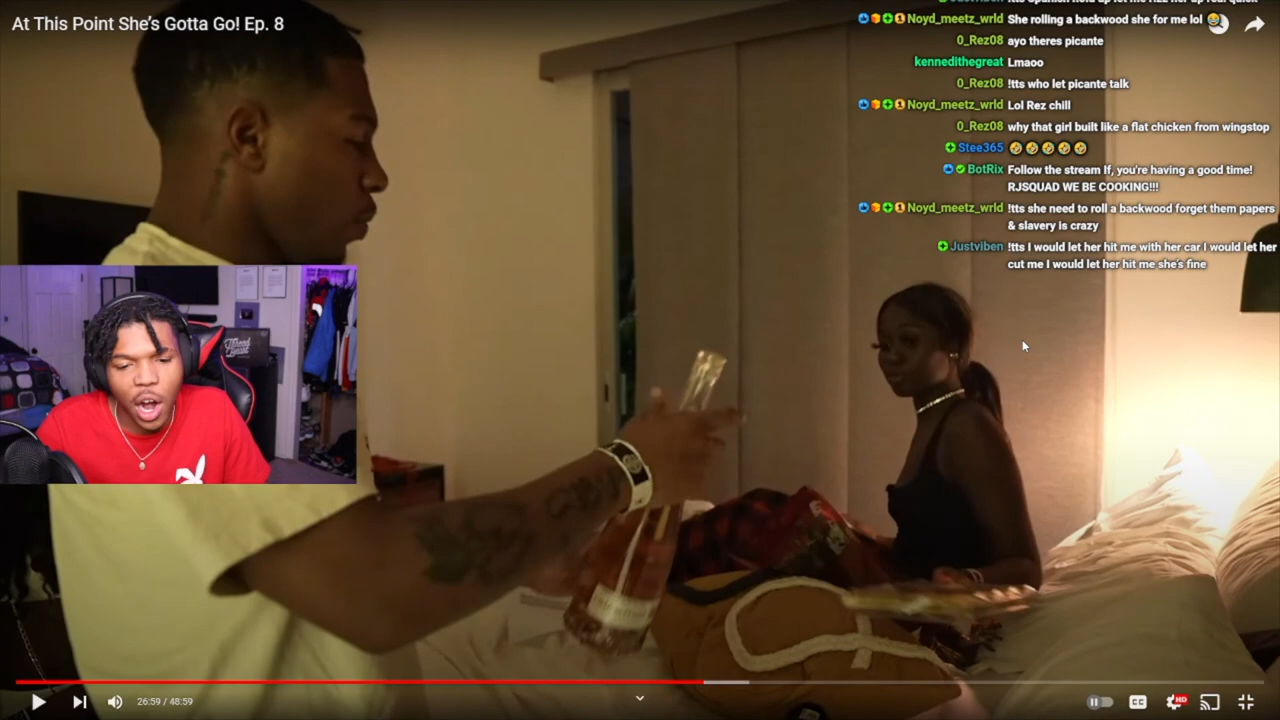 At This Point She's Gotta Go! Ep. 8
Noyd_meetz_wrld She rolling a backwood she for me lol 😂
0_Rez08 ayo theres picante
kennedithegreat Lmaoo
0_Rez08 !tts who let picante talk
Noyd_meetz_wrld Lol Rez chill
0_Rez08 why that girl built like a flat chicken from wingstop
Stee365 🤣🤣🤣🤣🤣
BotRix Follow the stream If, you're having a good time!
RJSQUAD WE BE COOKING!!!
Noyd_meetz_wrld !tts she need to roll a backwood forget them papers
& slavery is crazy
Justviben !tts I would let her hit me with her car I would let her
cut me I would let her hit me she's fine
26:59 / 48:59
CC
HD